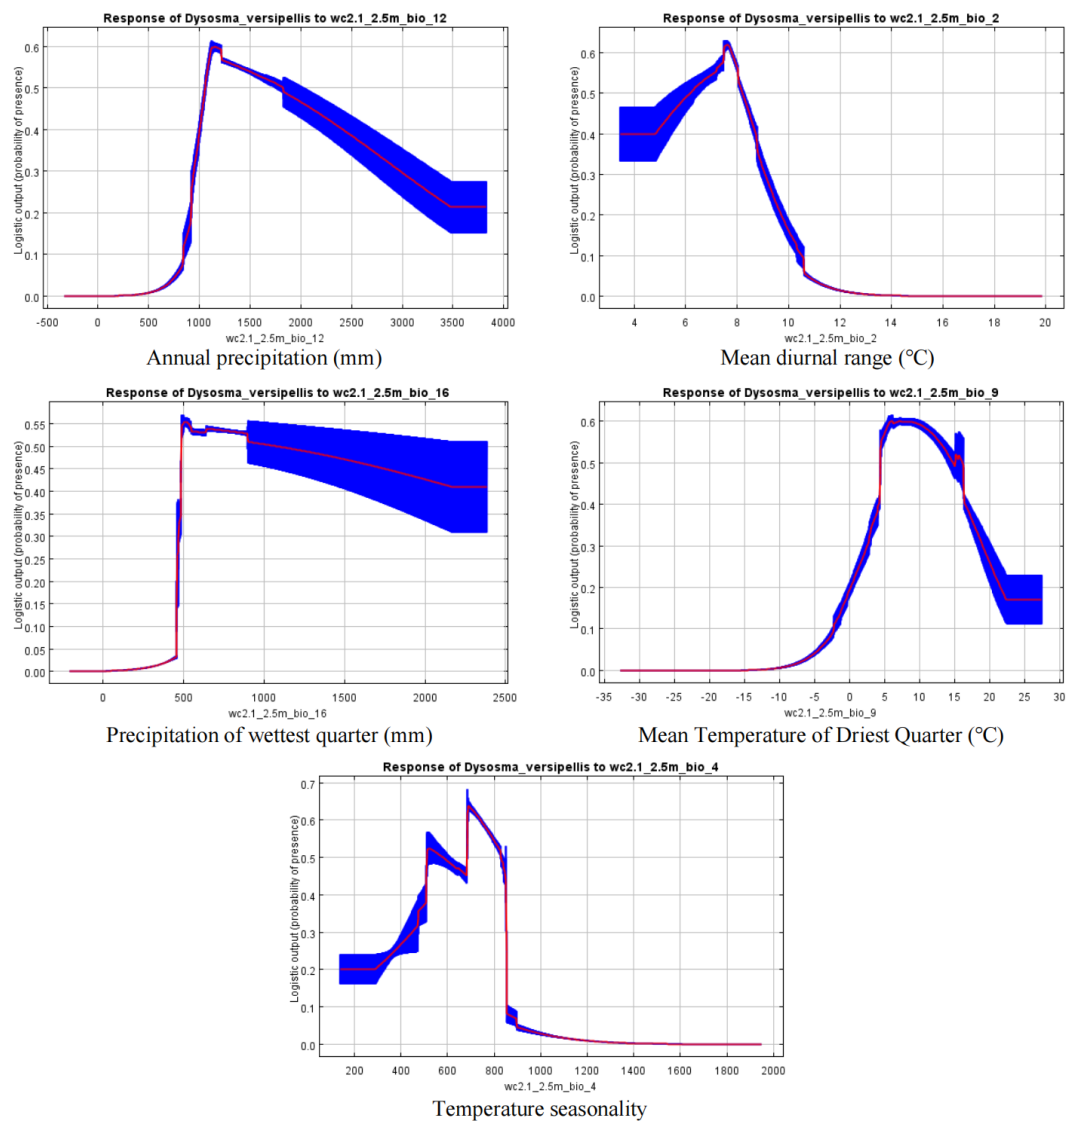 Response of Dysosma_versipellis to wc2.1_2.5m_bio_12
Logistic output (probability of presence)
0.6
0.5
0.4
0.3
0.2
0.1
0.0
-500 0 500 1000 1500 2000 2500 3000 3500 4000
wc2.1_2.5m_bio_12
Annual precipitation (mm)
Response of Dysosma_versipellis to wc2.1_2.5m_bio_2
Logistic output (probability of presence)
0.6
0.5
0.4
0.3
0.2
0.1
0.0
4 6 8 10 12 14 16 18 20
wc2.1_2.5m_bio_2
Mean diurnal range (℃)
Response of Dysosma_versipellis to wc2.1_2.5m_bio_16
Logistic output (probability of presence)
0.55
0.50
0.45
0.40
0.35
0.30
0.25
0.20
0.15
0.10
0.05
0.00
0 500 1000 1500 2000 2500
wc2.1_2.5m_bio_16
Precipitation of wettest quarter (mm)
Response of Dysosma_versipellis to wc2.1_2.5m_bio_9
Logistic output (probability of presence)
0.6
0.5
0.4
0.3
0.2
0.1
0.0
-35 -30 -25 -20 -15 -10 -5 0 5 10 15 20 25 30
wc2.1_2.5m_bio_9
Mean Temperature of Driest Quarter (℃)
Response of Dysosma_versipellis to wc2.1_2.5m_bio_4
Logistic output (probability of presence)
0.7
0.6
0.5
0.4
0.3
0.2
0.1
0.0
200 400 600 800 1000 1200 1400 1600 1800 2000
wc2.1_2.5m_bio_4
Temperature seasonality